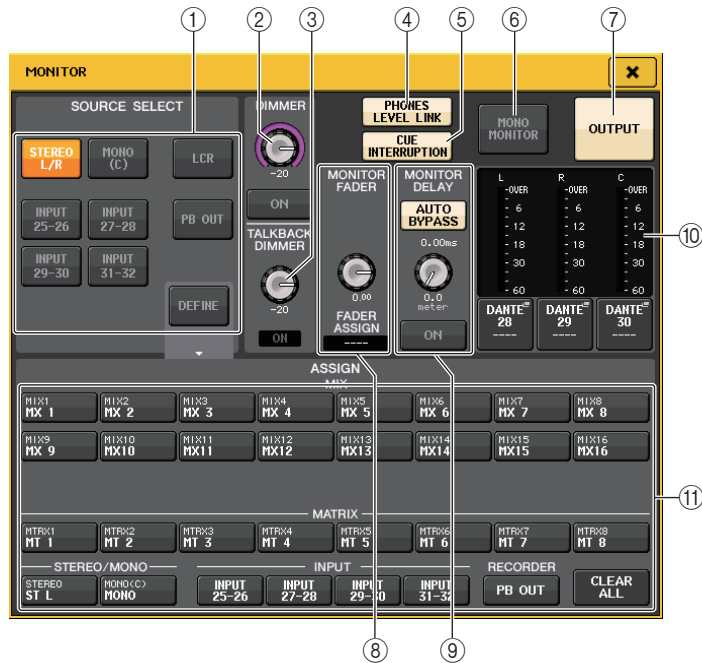 ① ② ③ ④ ⑤ ⑥ ⑦
MONITOR
SOURCE SELECT
STEREO L/R
MONO (C)
LCR
INPUT 25-26
INPUT 27-28
PB OUT
INPUT 29-30
INPUT 31-32
DEFINE
DIMMER
-20
ON
TALKBACK DIMMER
-20
ON
PHONES LEVEL LINK
CUE INTERRUPTION
MONO MONITOR
OUTPUT
MONITOR FADER
0.00
FADER ASSIGN
----
MONITOR DELAY
AUTO BYPASS
0.00ms
0.0
meter
ON
L R C
-OVER -OVER -OVER
- 6 - 6 - 6
- 12 - 12 - 12
- 18 - 18 - 18
- 30 - 30 - 30
- 60 - 60 - 60
⑩
DANTE 28 ----
DANTE 29 ----
DANTE 30 ----
ASSIGN
MIX
MIX1 MIX2 MIX3 MIX4 MIX5 MIX6 MIX7 MIX8
MX 1 MX 2 MX 3 MX 4 MX 5 MX 6 MX 7 MX 8
MIX9 MIX10 MIX11 MIX12 MIX13 MIX14 MIX15 MIX16
MX 9 MX10 MX11 MX12 MX13 MX14 MX15 MX16
⑪
MATRIX
MTRX1 MTRX2 MTRX3 MTRX4 MTRX5 MTRX6 MTRX7 MTRX8
MT 1 MT 2 MT 3 MT 4 MT 5 MT 6 MT 7 MT 8
STEREO/MONO INPUT RECORDER
STEREO ST L
MONO(C) MONO
INPUT 25-26
INPUT 27-28
INPUT 29-30
INPUT 31-32
PB OUT
CLEAR ALL
⑧ ⑨